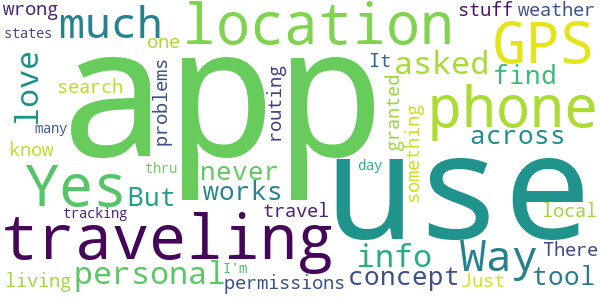 wrong
much
location
stuff
weather
states
one
app
It
asked
GPS
love
problems
find
search
routing
granted
phone
many
across
know
Yes
thru
never
day
use
something
But
works
local
tracking
travel
traveling
Way
There
info
living
personal
I'm
permissions
concept
Just
tool